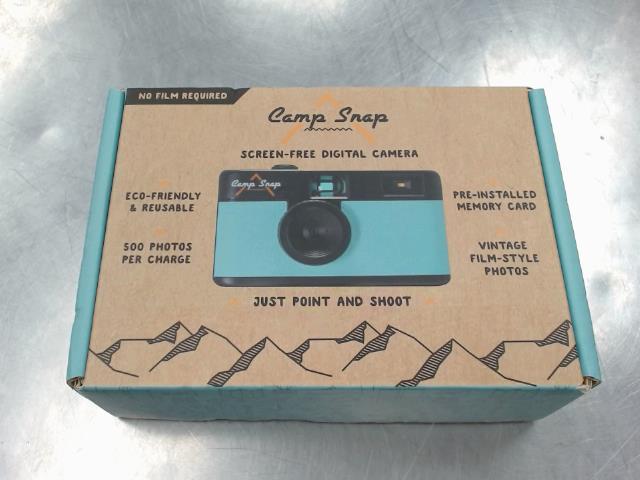 NO FILM REQUIRED
Camp Snap
SCREEN-FREE DIGITAL CAMERA
Camp Snap
ECO-FRIENDLY
& REUSABLE
500 PHOTOS
PER CHARGE
PRE-INSTALLED
MEMORY CARD
VINTAGE
FILM-STYLE
PHOTOS
JUST POINT AND SHOOT